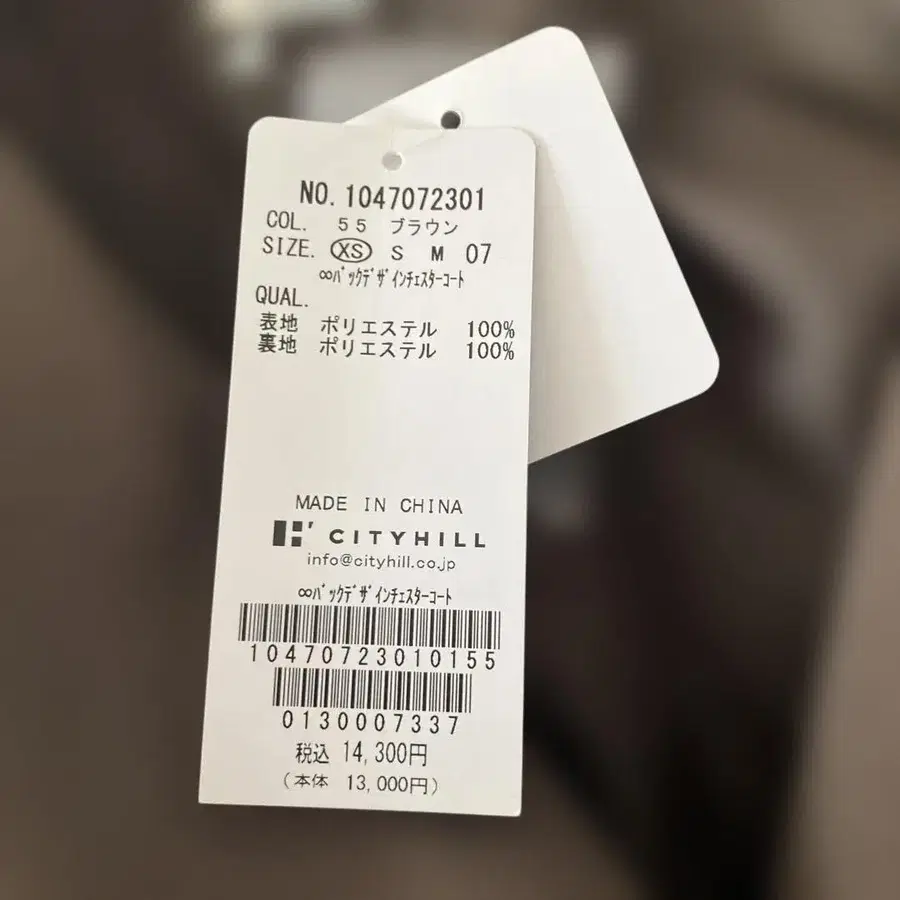 NO. 1047072301
COL. 55 ブラウン
SIZE. XS S M 07
∞ﾊﾞｯｸﾃﾞｻﾞｲﾝﾁｪｽﾀｰｺｰﾄ
QUAL.
表地 ポリエステル 100%
裏地 ポリエステル 100%
MADE IN CHINA
CITYHILL
info@cityhill.co.jp
∞ﾊﾞｯｸﾃﾞｻﾞｲﾝﾁｪｽﾀｰｺｰﾄ
10470723010155
0130007337
税込 14,300円
(本体 13,000円)